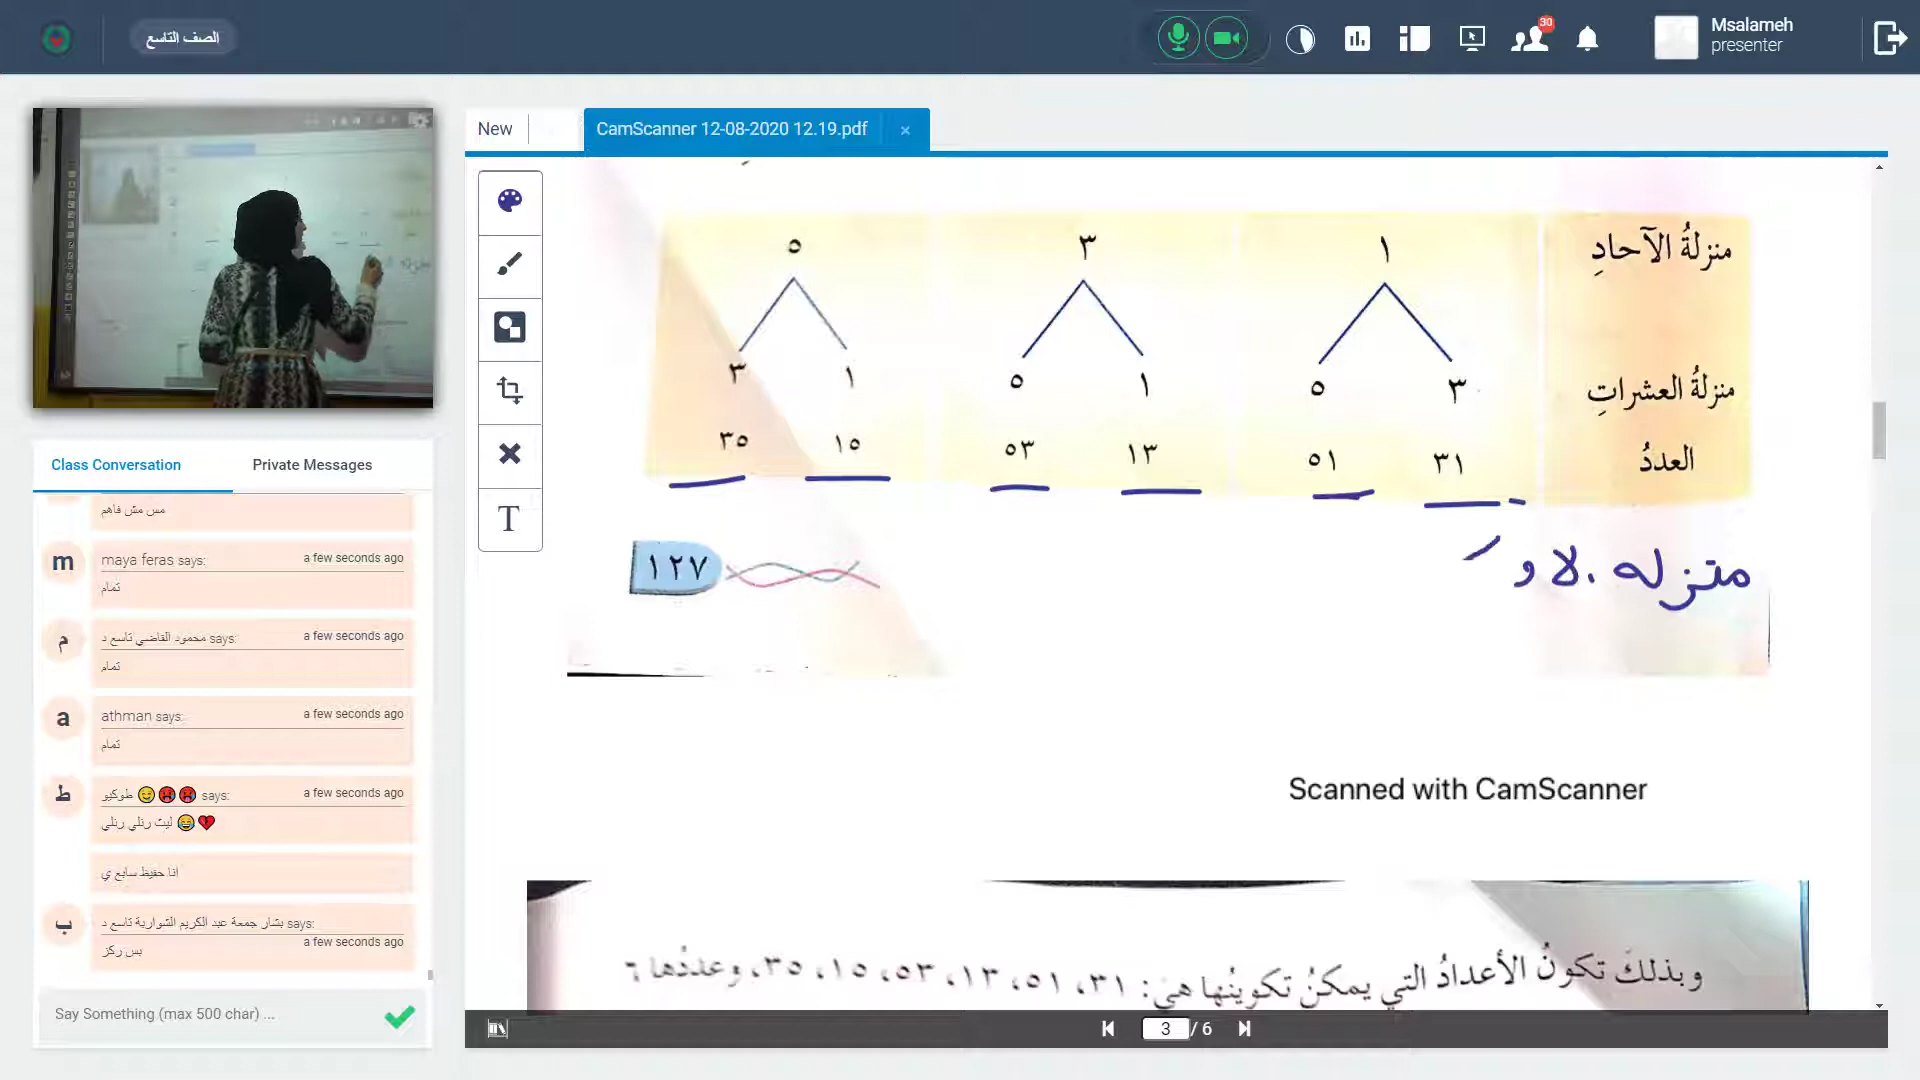 الصف التاسع
30
Msalameh
presenter
New
CamScanner 12-08-2020 12.19.pdf
×
منزلةُ الآحادِ
١
٣
٥
منزلةُ العشراتِ
٣
٥
١
٥
١
٣
العددُ
٣١
٥١
١٣
٥٣
١٥
٣٥
منزله
١٢٧
Scanned with CamScanner
وبذلكَ تكونُ الأعدادُ التي يمكنُ تكوينُها هيَ: ٣١، ٥١، ١٣، ٥٣، ١٥، ٣٥، وعددُها ٦
T
Class Conversation
Private Messages
مس مش فاهم
m
maya feras says:
a few seconds ago
تمام
م
محمود القاضي تاسع د says:
a few seconds ago
تمام
a
athman says:
a few seconds ago
تمام
ط
طوكيو 😉🤬🤬 says:
a few seconds ago
ليث رنلي رنلي 😂💔
انا حفيظ سابع ي
ب
بشار جمعة عبد الكريم الشوارية تاسع د says:
a few seconds ago
بس ركز
Say Something (max 500 char) ...
3 / 6